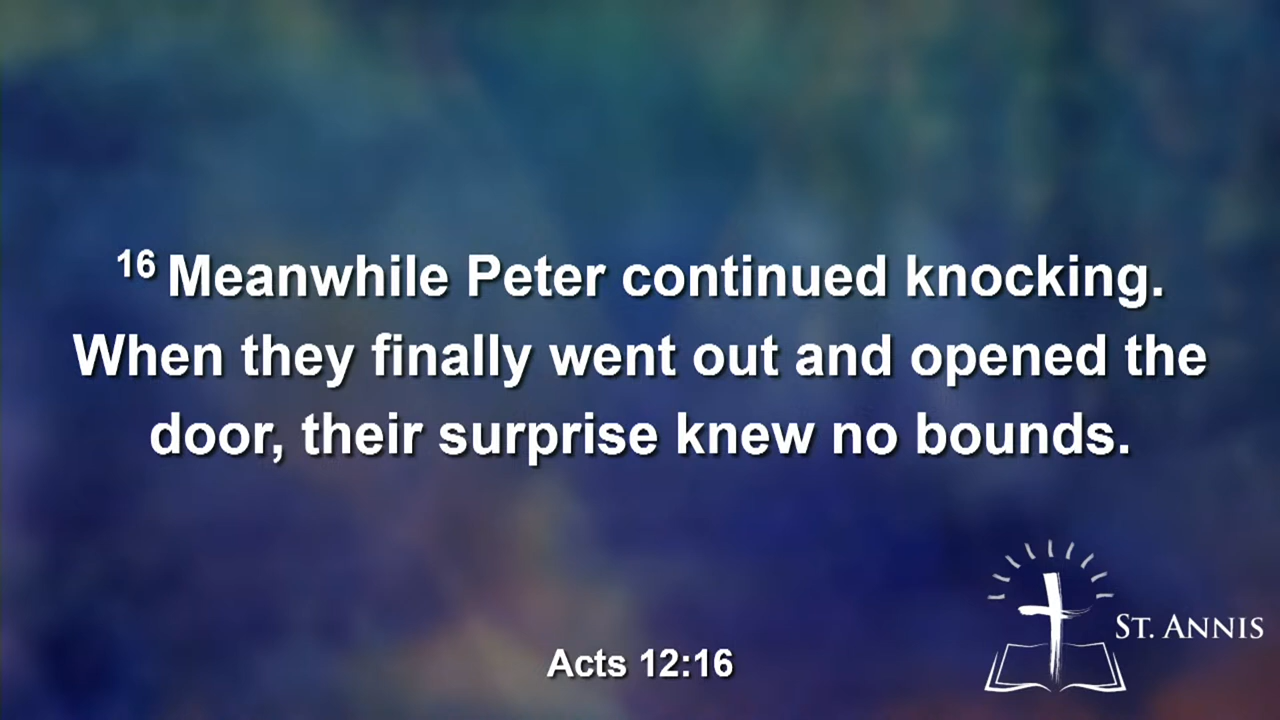 16 Meanwhile Peter continued knocking.
When they finally went out and opened the
door, their surprise knew no bounds.
ST. ANNIS
Acts 12:16